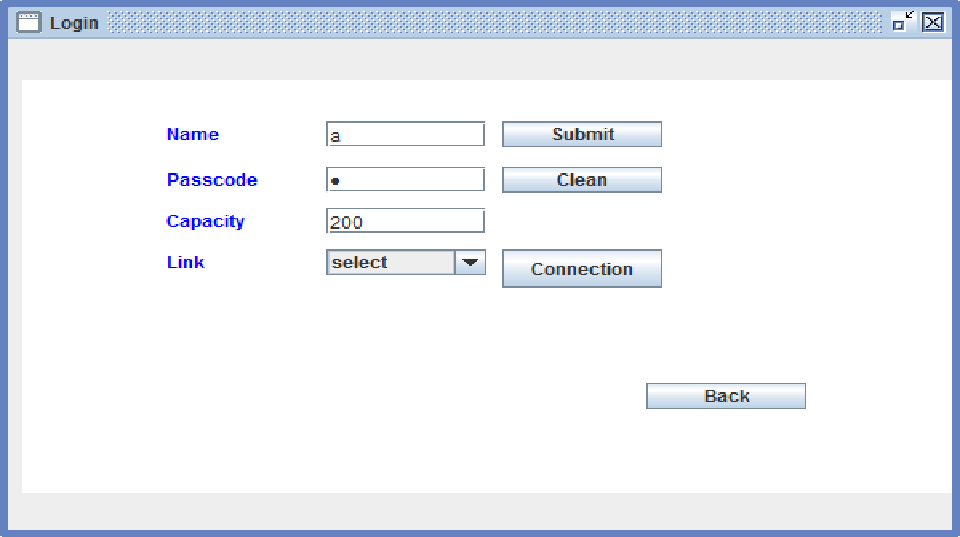 Login
Name a Submit
Passcode ● Clean
Capacity 200
Link select Connection
Back